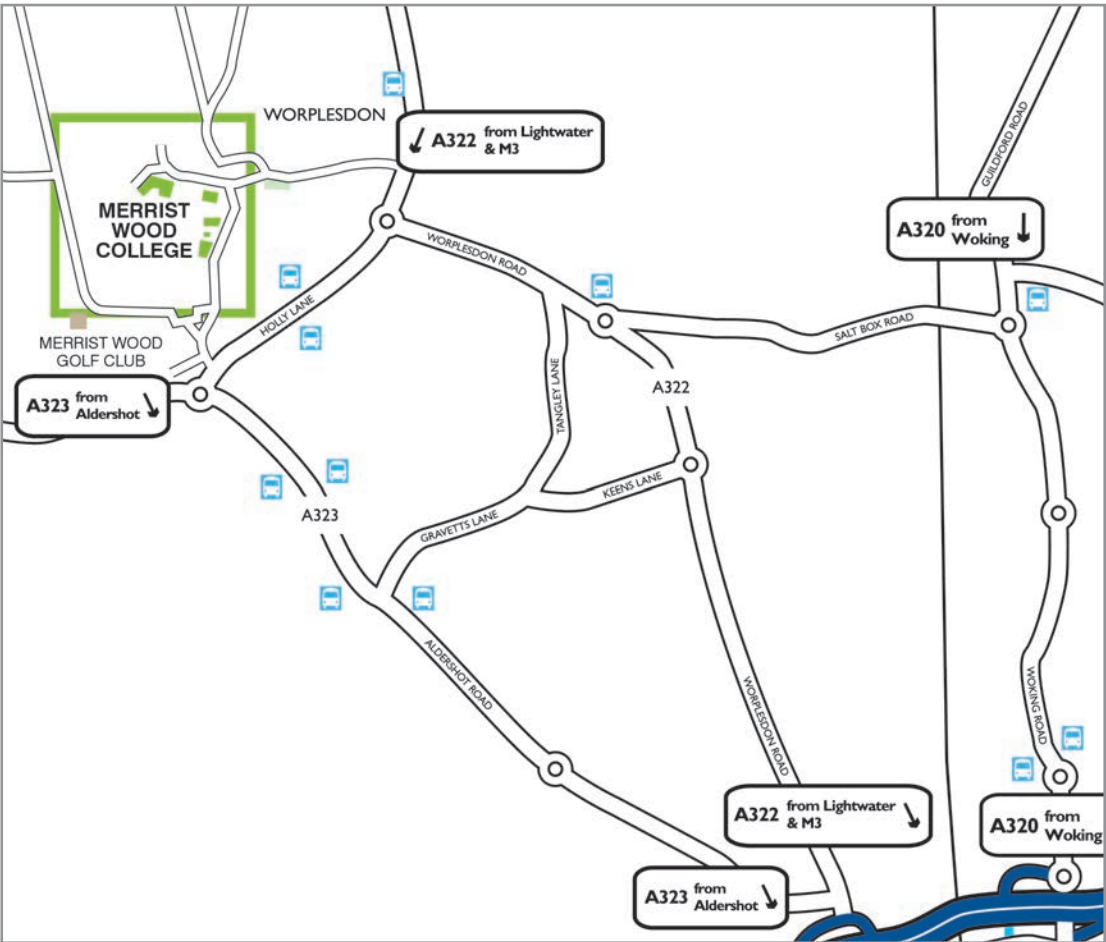 WORPLESDON
A322 from Lightwater
& M3
GUILDFORD ROAD
MERRIST
WOOD
COLLEGE
A320 from
Woking
WORPLESDON ROAD
HOLLY LANE
SALT BOX ROAD
MERRIST WOOD
GOLF CLUB
TANGLEY LANE
A322
A323 from
Aldershot
KEENS LANE
A323
GRAVETTS LANE
ALDERSHOT ROAD
WORPLESDON ROAD
WOKING ROAD
A322 from Lightwater
& M3
A320 from
Woking
A323 from
Aldershot